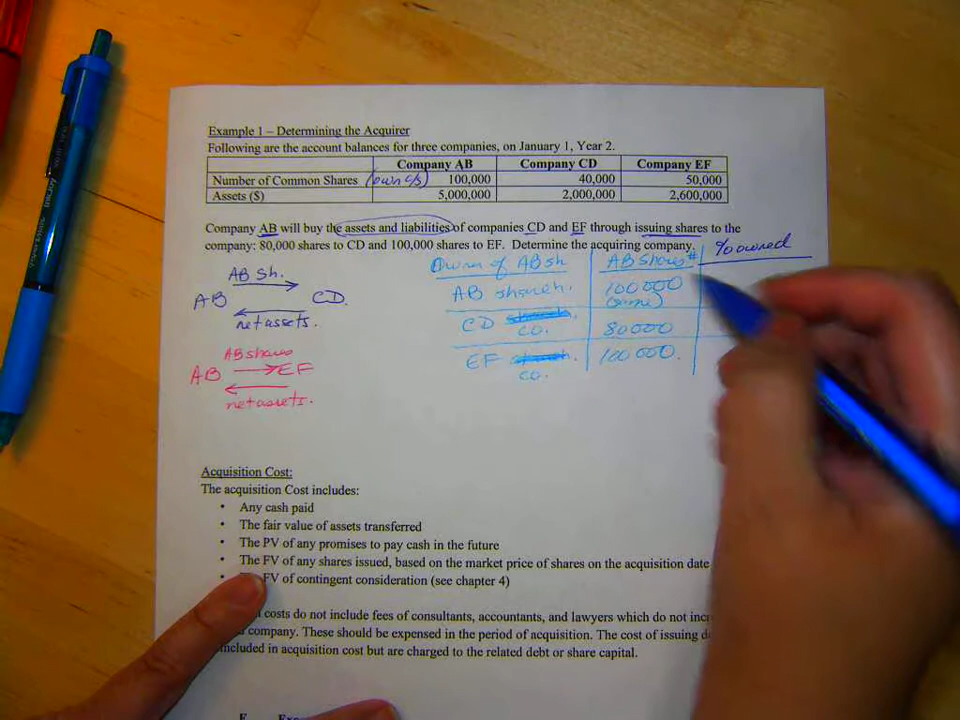 Example 1 – Determining the Acquirer
Following are the account balances for three companies, on January 1, Year 2.
Company AB Company CD Company EF
Number of Common Shares (own c/s) 100,000 40,000 50,000
Assets ($) 5,000,000 2,000,000 2,600,000
Company AB will buy the assets and liabilities of companies CD and EF through issuing shares to the
company: 80,000 shares to CD and 100,000 shares to EF. Determine the acquiring company.
% owned
Owner of AB sh
AB shares #
AB shareh.
100 000
CD
co.
80 000
EF
co.
100 000.
AB sh.
AB CD.
net assets.
AB shares
AB EF
net assets.
Acquisition Cost:
The acquisition Cost includes:
• Any cash paid
• The fair value of assets transferred
• The PV of any promises to pay cash in the future
• The FV of any shares issued, based on the market price of shares on the acquisition date
• FV of contingent consideration (see chapter 4)
costs do not include fees of consultants, accountants, and lawyers which do not
company. These should be expensed in the period of acquisition. The cost of issuing
included in acquisition cost but are charged to the related debt or share capital.